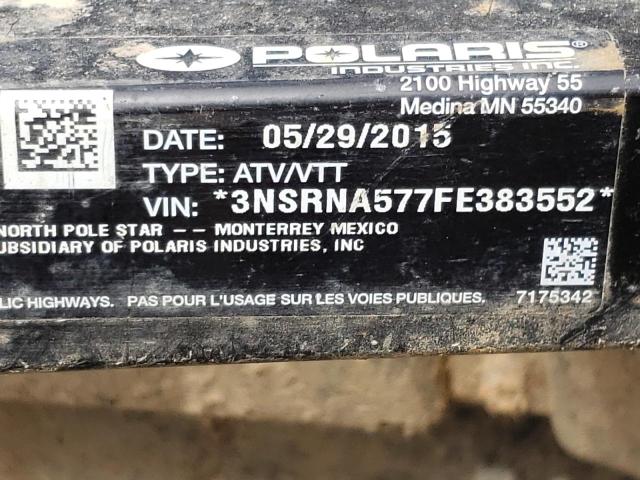 POLARIS®
INDUSTRIES INC.
2100 Highway 55
Medina MN 55340
DATE: 05/29/2015
TYPE: ATV/VTT
VIN: *3NSRNA577FE383552*
NORTH POLE STAR -- MONTERREY MEXICO
SUBSIDIARY OF POLARIS INDUSTRIES, INC
LIC HIGHWAYS. PAS POUR L'USAGE SUR LES VOIES PUBLIQUES. 7175342